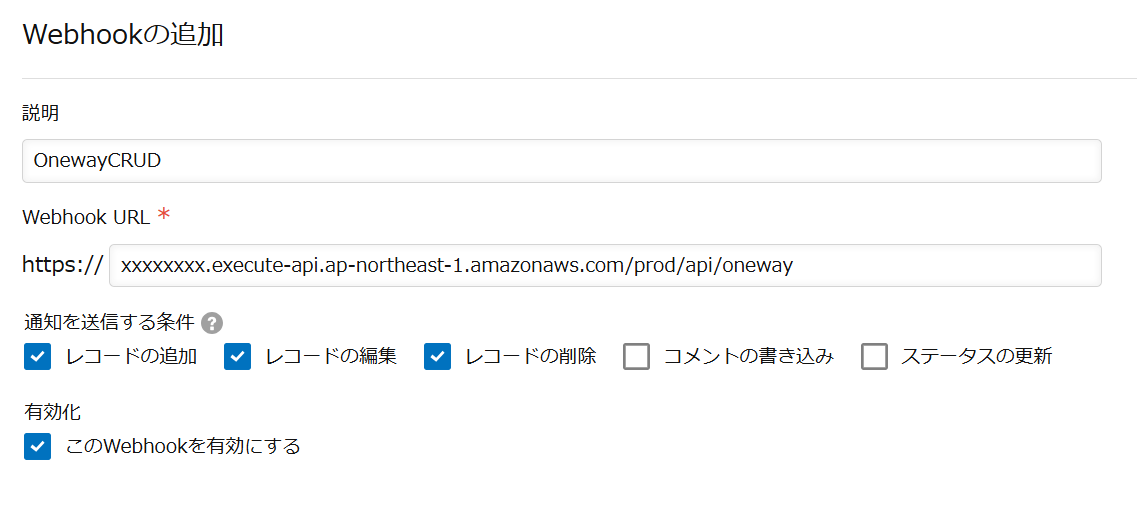 Webhookの追加
説明
OnewayCRUD
Webhook URL *
https:// xxxxxxxx.execute-api.ap-northeast-1.amazonaws.com/prod/api/oneway
通知を送信する条件 ?
レコードの追加 レコードの編集 レコードの削除 コメントの書き込み ステータスの更新
有効化
このWebhookを有効にする